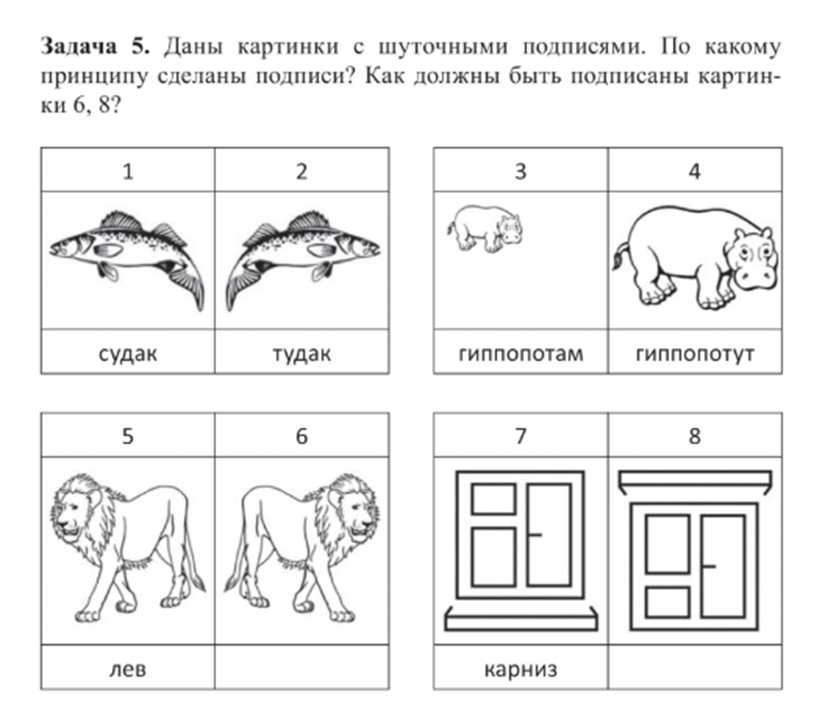 Задача 5. Даны картинки с шуточными подписями. По какому
принципу сделаны подписи? Как должны быть подписаны картин-
ки 6, 8?
1 2
судак тудак
3 4
гиппопотам гиппопотут
5 6
лев
7 8
карниз